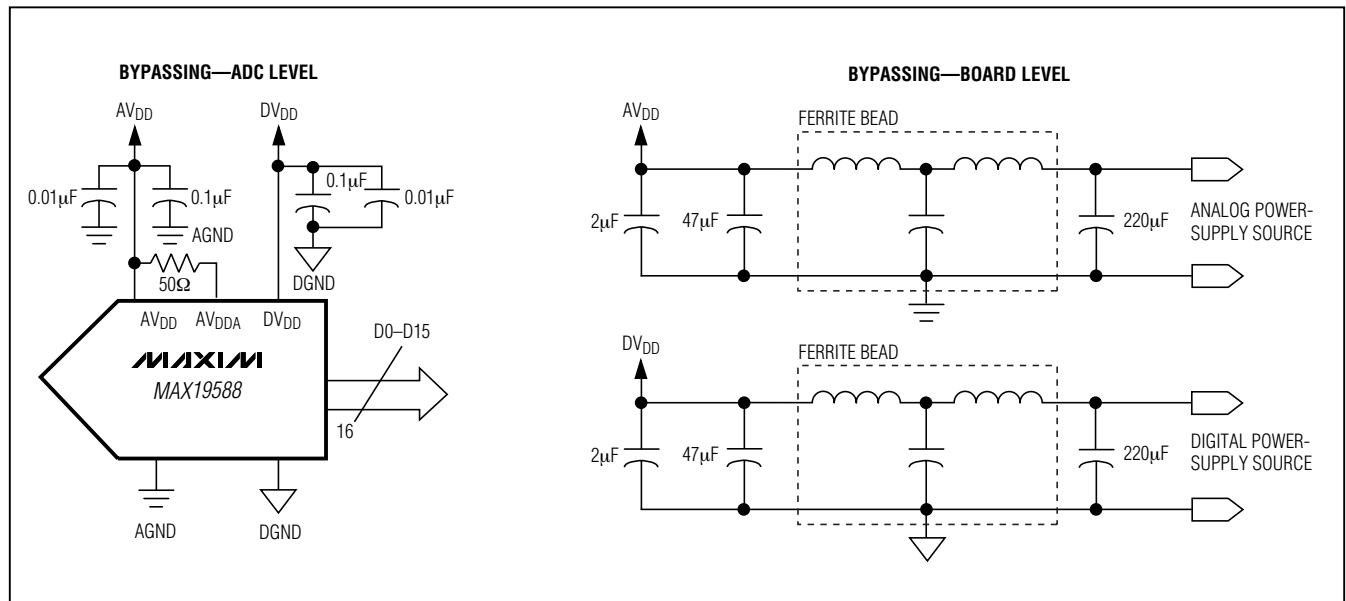 BYPASSING—ADC LEVEL
AVDD
DVDD
0.01µF
0.1µF
0.1µF
0.01µF
AGND
DGND
50Ω
AVDD
AVDDA
DVDD
MAXIM
MAX19588
D0–D15
16
AGND
DGND
BYPASSING—BOARD LEVEL
AVDD
FERRITE BEAD
2µF
47µF
220µF
ANALOG POWER-
SUPPLY SOURCE
DVDD
FERRITE BEAD
2µF
47µF
220µF
DIGITAL POWER-
SUPPLY SOURCE